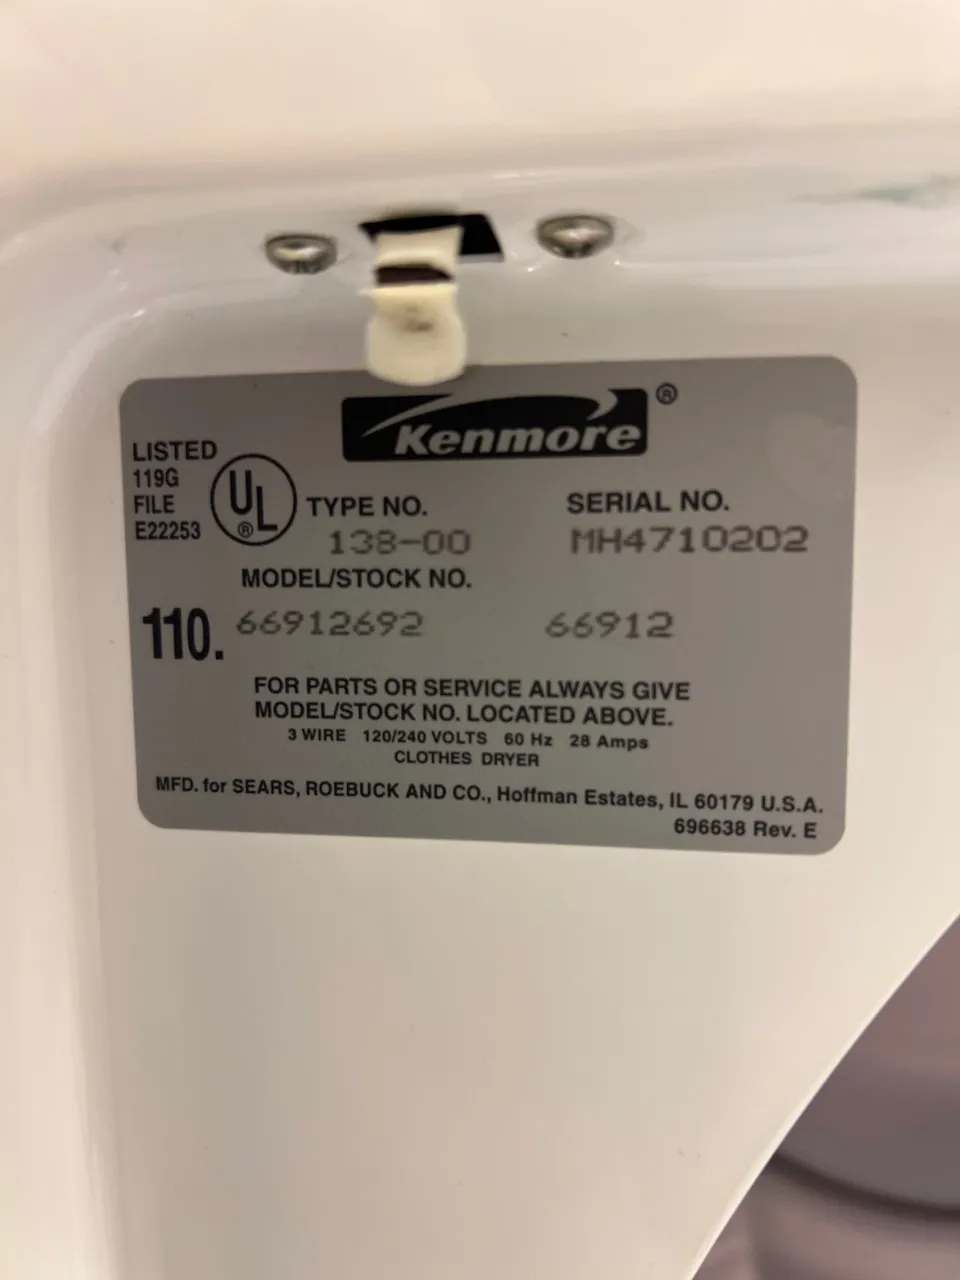 Kenmore®
LISTED
119G
FILE
E22253
UL®
TYPE NO. SERIAL NO.
138-00 MH4710202
MODEL/STOCK NO.
110. 66912692 66912
FOR PARTS OR SERVICE ALWAYS GIVE
MODEL/STOCK NO. LOCATED ABOVE.
3 WIRE 120/240 VOLTS 60 Hz 28 Amps
CLOTHES DRYER
MFD. for SEARS, ROEBUCK AND CO., Hoffman Estates, IL 60179 U.S.A.
696638 Rev. E